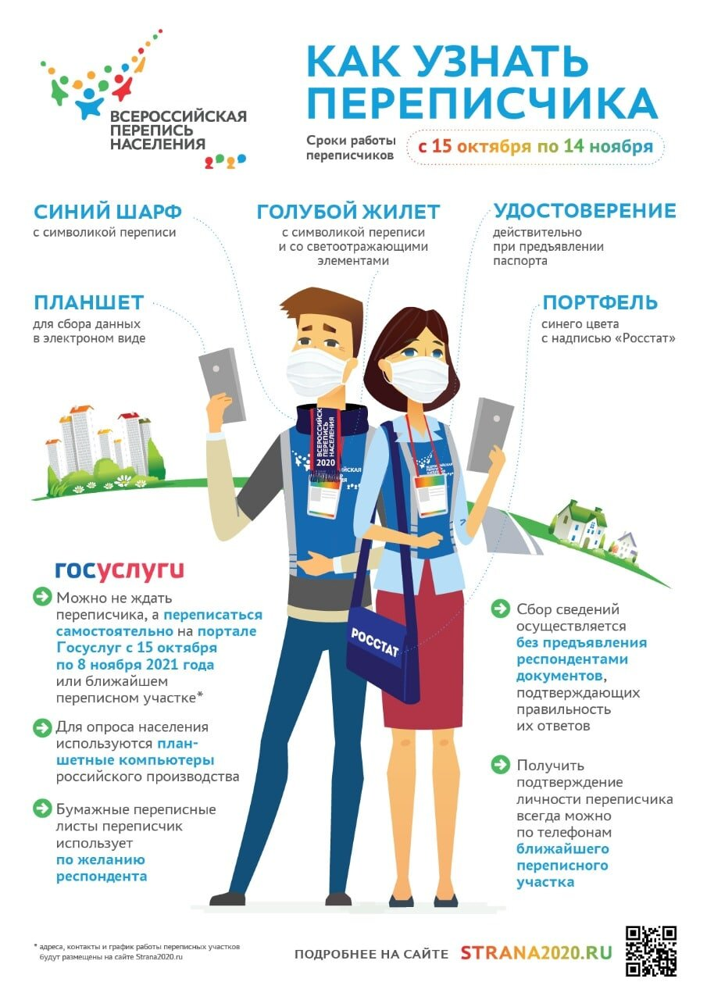 ВСЕРОССИЙСКАЯ
ПЕРЕПИСЬ
НАСЕЛЕНИЯ
2020
КАК УЗНАТЬ
ПЕРЕПИСЧИКА
Сроки работы
переписчиков
с 15 октября по 14 ноября
СИНИЙ ШАРФ
с символикой переписи
ГОЛУБОЙ ЖИЛЕТ
с символикой переписи
и со светоотражающими
элементами
УДОСТОВЕРЕНИЕ
действительно
при предъявлении
паспорта
ПЛАНШЕТ
для сбора данных
в электроном виде
ПОРТФЕЛЬ
синего цвета
с надписью «Росстат»
ВСЕРОССИЙСК
ПЕРЕПИСЬ
НАСЕЛЕНИЯ
2020
ВСЕРОССИЙСКАЯ
ПЕРЕПИСЬ
НАСЕЛЕНИЯ
РОССТАТ
госуслуги
Можно не ждать
переписчика, а переписаться
самостоятельно на портале
Госуслуг с 15 октября
по 8 ноября 2021 года
или ближайшем
переписном участке*
Для опроса населения
используются план-
шетные компьютеры
российского производства
Бумажные переписные
листы переписчик
использует
по желанию
респондента
Сбор сведений
осуществляется
без предъявления
респондентами
документов,
подтверждающих
правильность
их ответов
Получить
подтверждение
личности переписчика
всегда можно
по телефонам
ближайшего
переписного
участка
* адреса, контакты и график работы переписных участков
будут размещены на сайте Strana2020.ru
ПОДРОБНЕЕ НА САЙТЕ STRANA2020.RU